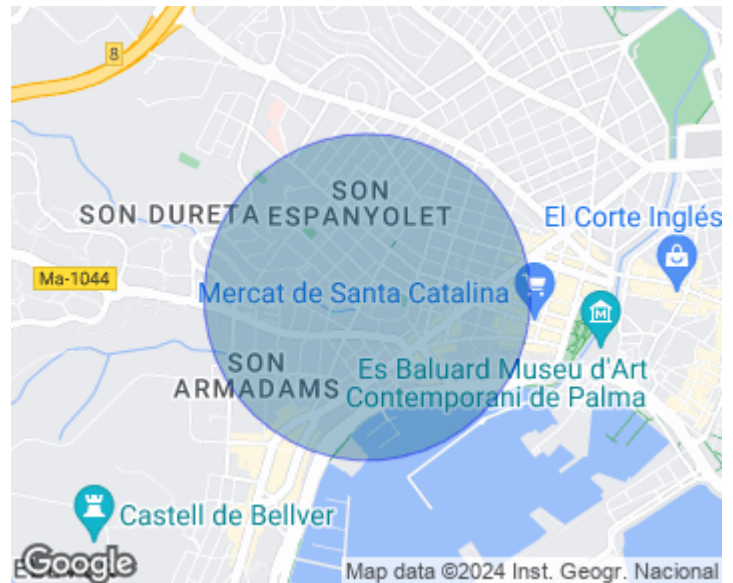 8
SON
SON DURETA ESPANYOLET
El Corte Inglés
Ma-1044
Mercat de Santa Catalina
M
SON
ARMADAMS
Es Baluard Museu d'Art
Contemporani de Palma
Castell de Bellver
Google
Map data ©2024 Inst. Geogr. Nacional